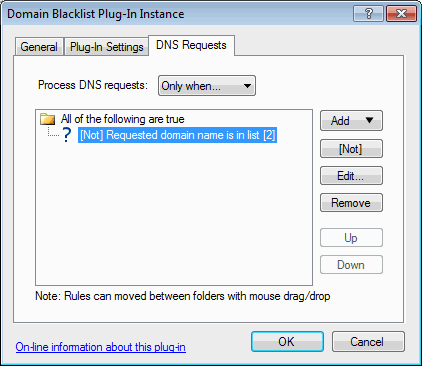 Domain Blacklist Plug-In Instance
General Plug-In Settings DNS Requests
Process DNS requests: Only when...
All of the following are true
? [Not] Requested domain name is in list [2]
Add
[Not]
Edit...
Remove
Up
Down
Note: Rules can moved between folders with mouse drag/drop
On-line information about this plug-in
OK Cancel